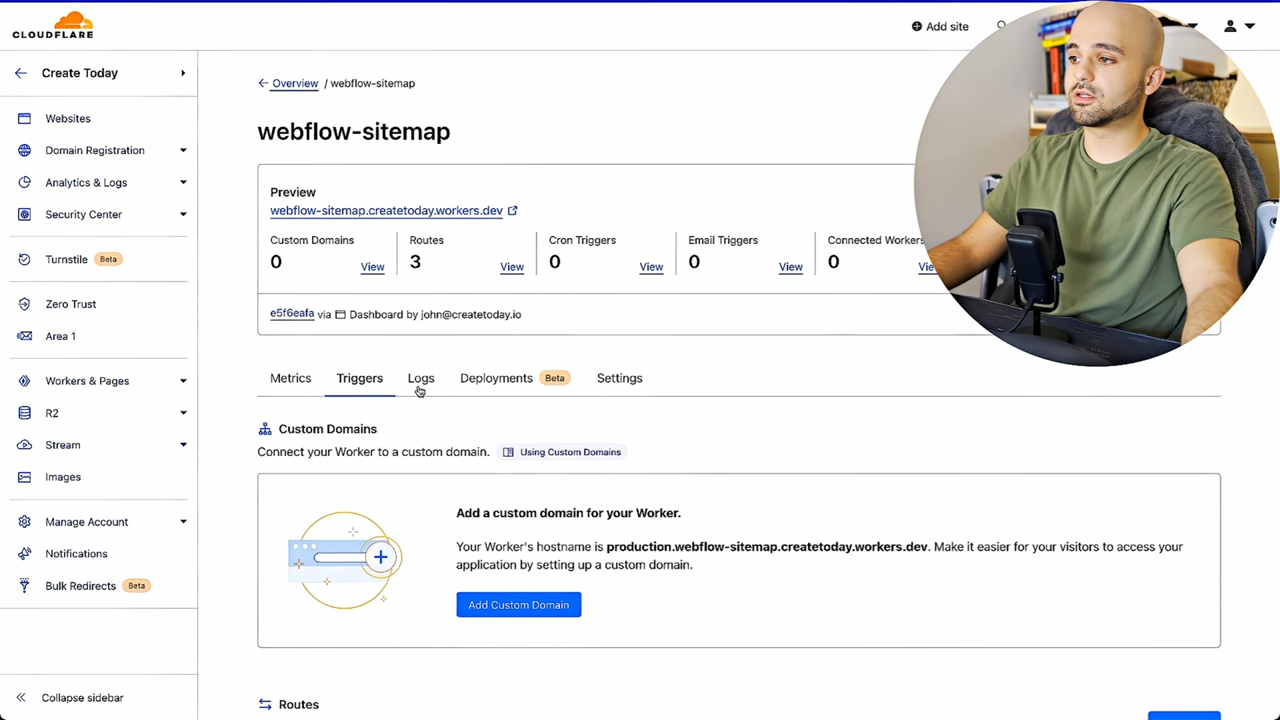 CLOUDFLARE
Add site
Create Today
Websites
Domain Registration
Analytics & Logs
Security Center
Turnstile Beta
Zero Trust
Area 1
Workers & Pages
R2
Stream
Images
Manage Account
Notifications
Bulk Redirects Beta
Collapse sidebar
Overview / webflow-sitemap
webflow-sitemap
Preview
webflow-sitemap.createtoday.workers.dev
Custom Domains Routes Cron Triggers Email Triggers Connected Workers
0 View 3 View 0 View 0 View 0
e5f6eafa via Dashboard by john@createtoday.io
Metrics Triggers Logs Deployments Beta Settings
Custom Domains
Connect your Worker to a custom domain. Using Custom Domains
Add a custom domain for your Worker.
Your Worker's hostname is production.webflow-sitemap.createtoday.workers.dev. Make it easier for your visitors to access your
application by setting up a custom domain.
Add Custom Domain
Routes